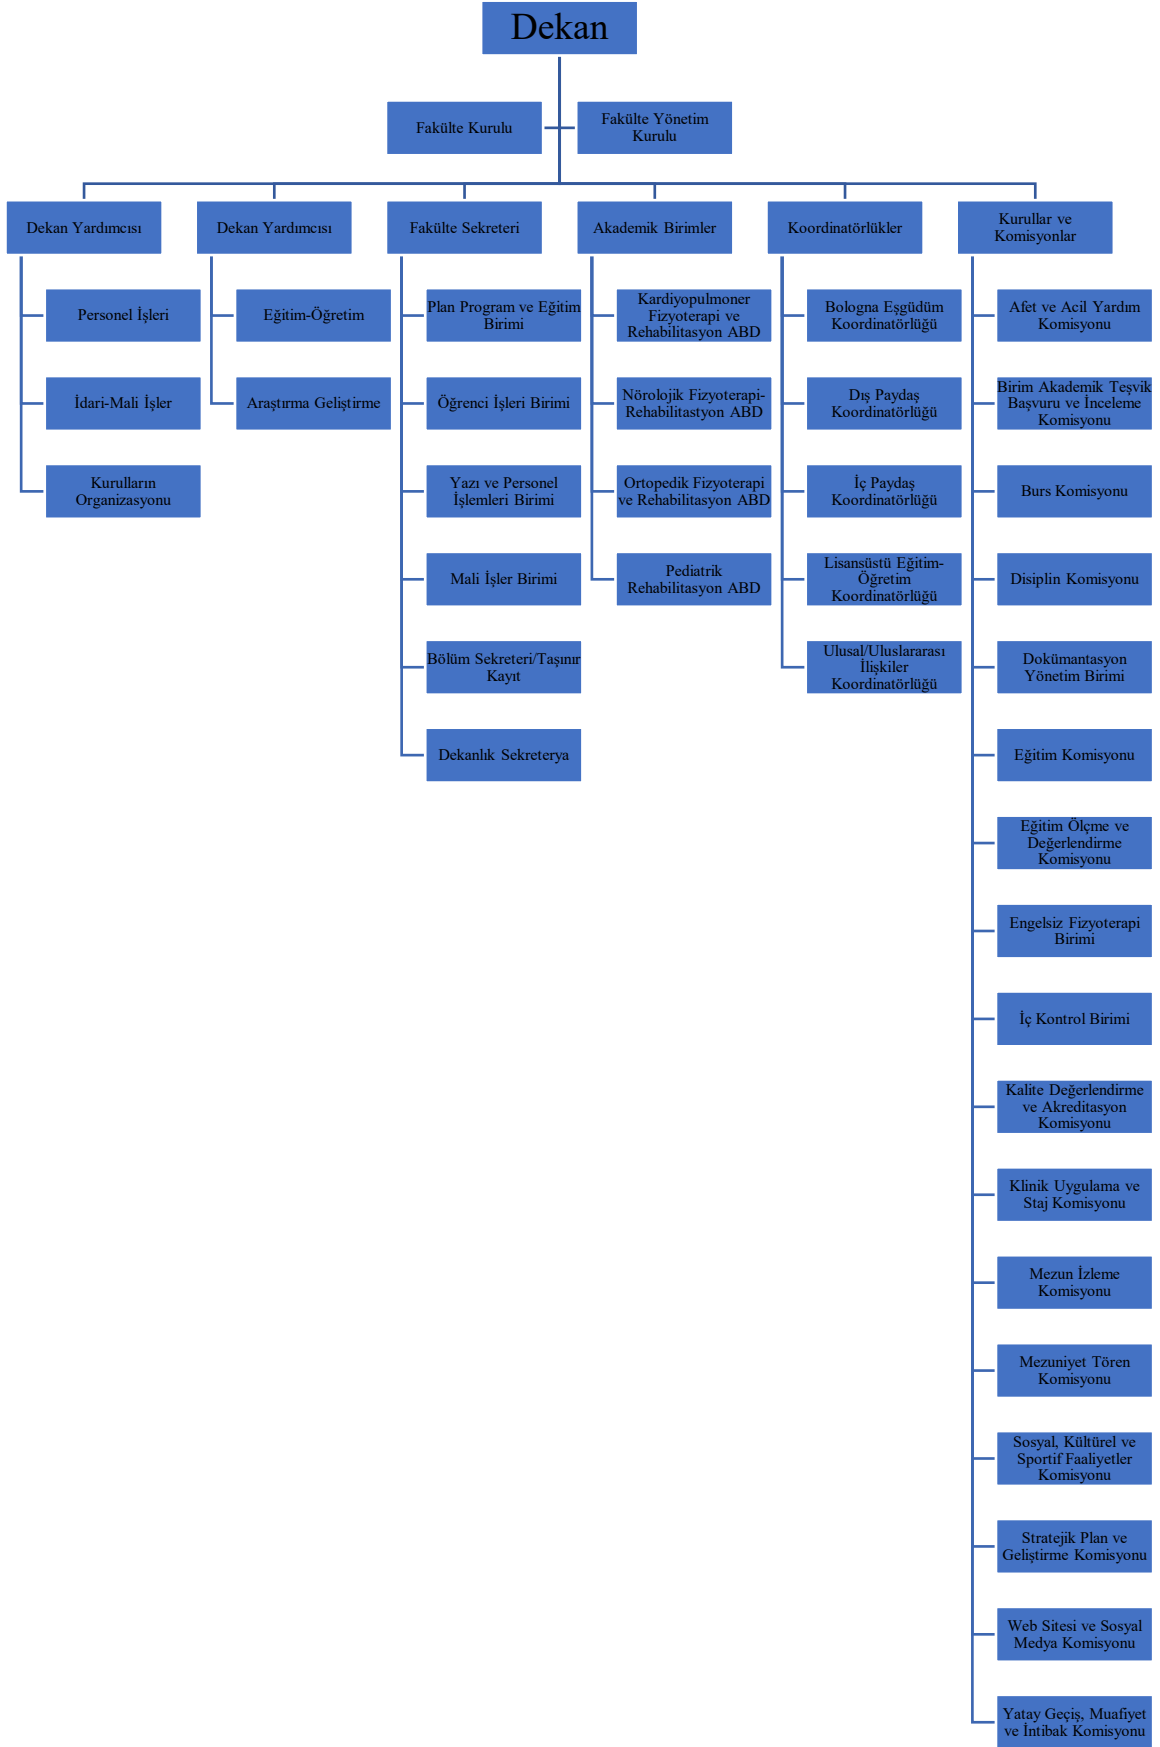 Dekan
Fakülte Kurulu
Fakülte Yönetim
Kurulu
Dekan Yardımcısı
Personel İşleri
İdari-Mali İşler
Kurulların
Organizasyonu
Dekan Yardımcısı
Eğitim-Öğretim
Araştırma Geliştirme
Fakülte Sekreteri
Plan Program ve Eğitim
Birimi
Öğrenci İşleri Birimi
Yazı ve Personel
İşlemleri Birimi
Mali İşler Birimi
Bölüm Sekreteri/Taşınır
Kayıt
Dekanlık Sekreterya
Akademik Birimler
Kardiyopulmoner
Fizyoterapi ve
Rehabilitasyon ABD
Nörolojik Fizyoterapi-
Rehabilitastyon ABD
Ortopedik Fizyoterapi
ve Rehabilitasyon ABD
Pediatrik
Rehabilitasyon ABD
Koordinatörlükler
Bologna Eşgüdüm
Koordinatörlüğü
Dış Paydaş
Koordinatörlüğü
İç Paydaş
Koordinatörlüğü
Lisansüstü Eğitim-
Öğretim
Koordinatörlüğü
Ulusal/Uluslararası
İlişkiler
Koordinatörlüğü
Kurullar ve
Komisyonlar
Afet ve Acil Yardım
Komisyonu
Birim Akademik Teşvik
Başvuru ve İnceleme
Komisyonu
Burs Komisyonu
Disiplin Komisyonu
Dokümantasyon
Yönetim Birimi
Eğitim Komisyonu
Eğitim Ölçme ve
Değerlendirme
Komisyonu
Engelsiz Fizyoterapi
Birimi
İç Kontrol Birimi
Kalite Değerlendirme
ve Akreditasyon
Komisyonu
Klinik Uygulama ve
Staj Komisyonu
Mezun İzleme
Komisyonu
Mezuniyet Tören
Komisyonu
Sosyal, Kültürel ve
Sportif Faaliyetler
Komisyonu
Stratejik Plan ve
Geliştirme Komisyonu
Web Sitesi ve Sosyal
Medya Komisyonu
Yatay Geçiş, Muafiyet
ve İntibak Komisyonu